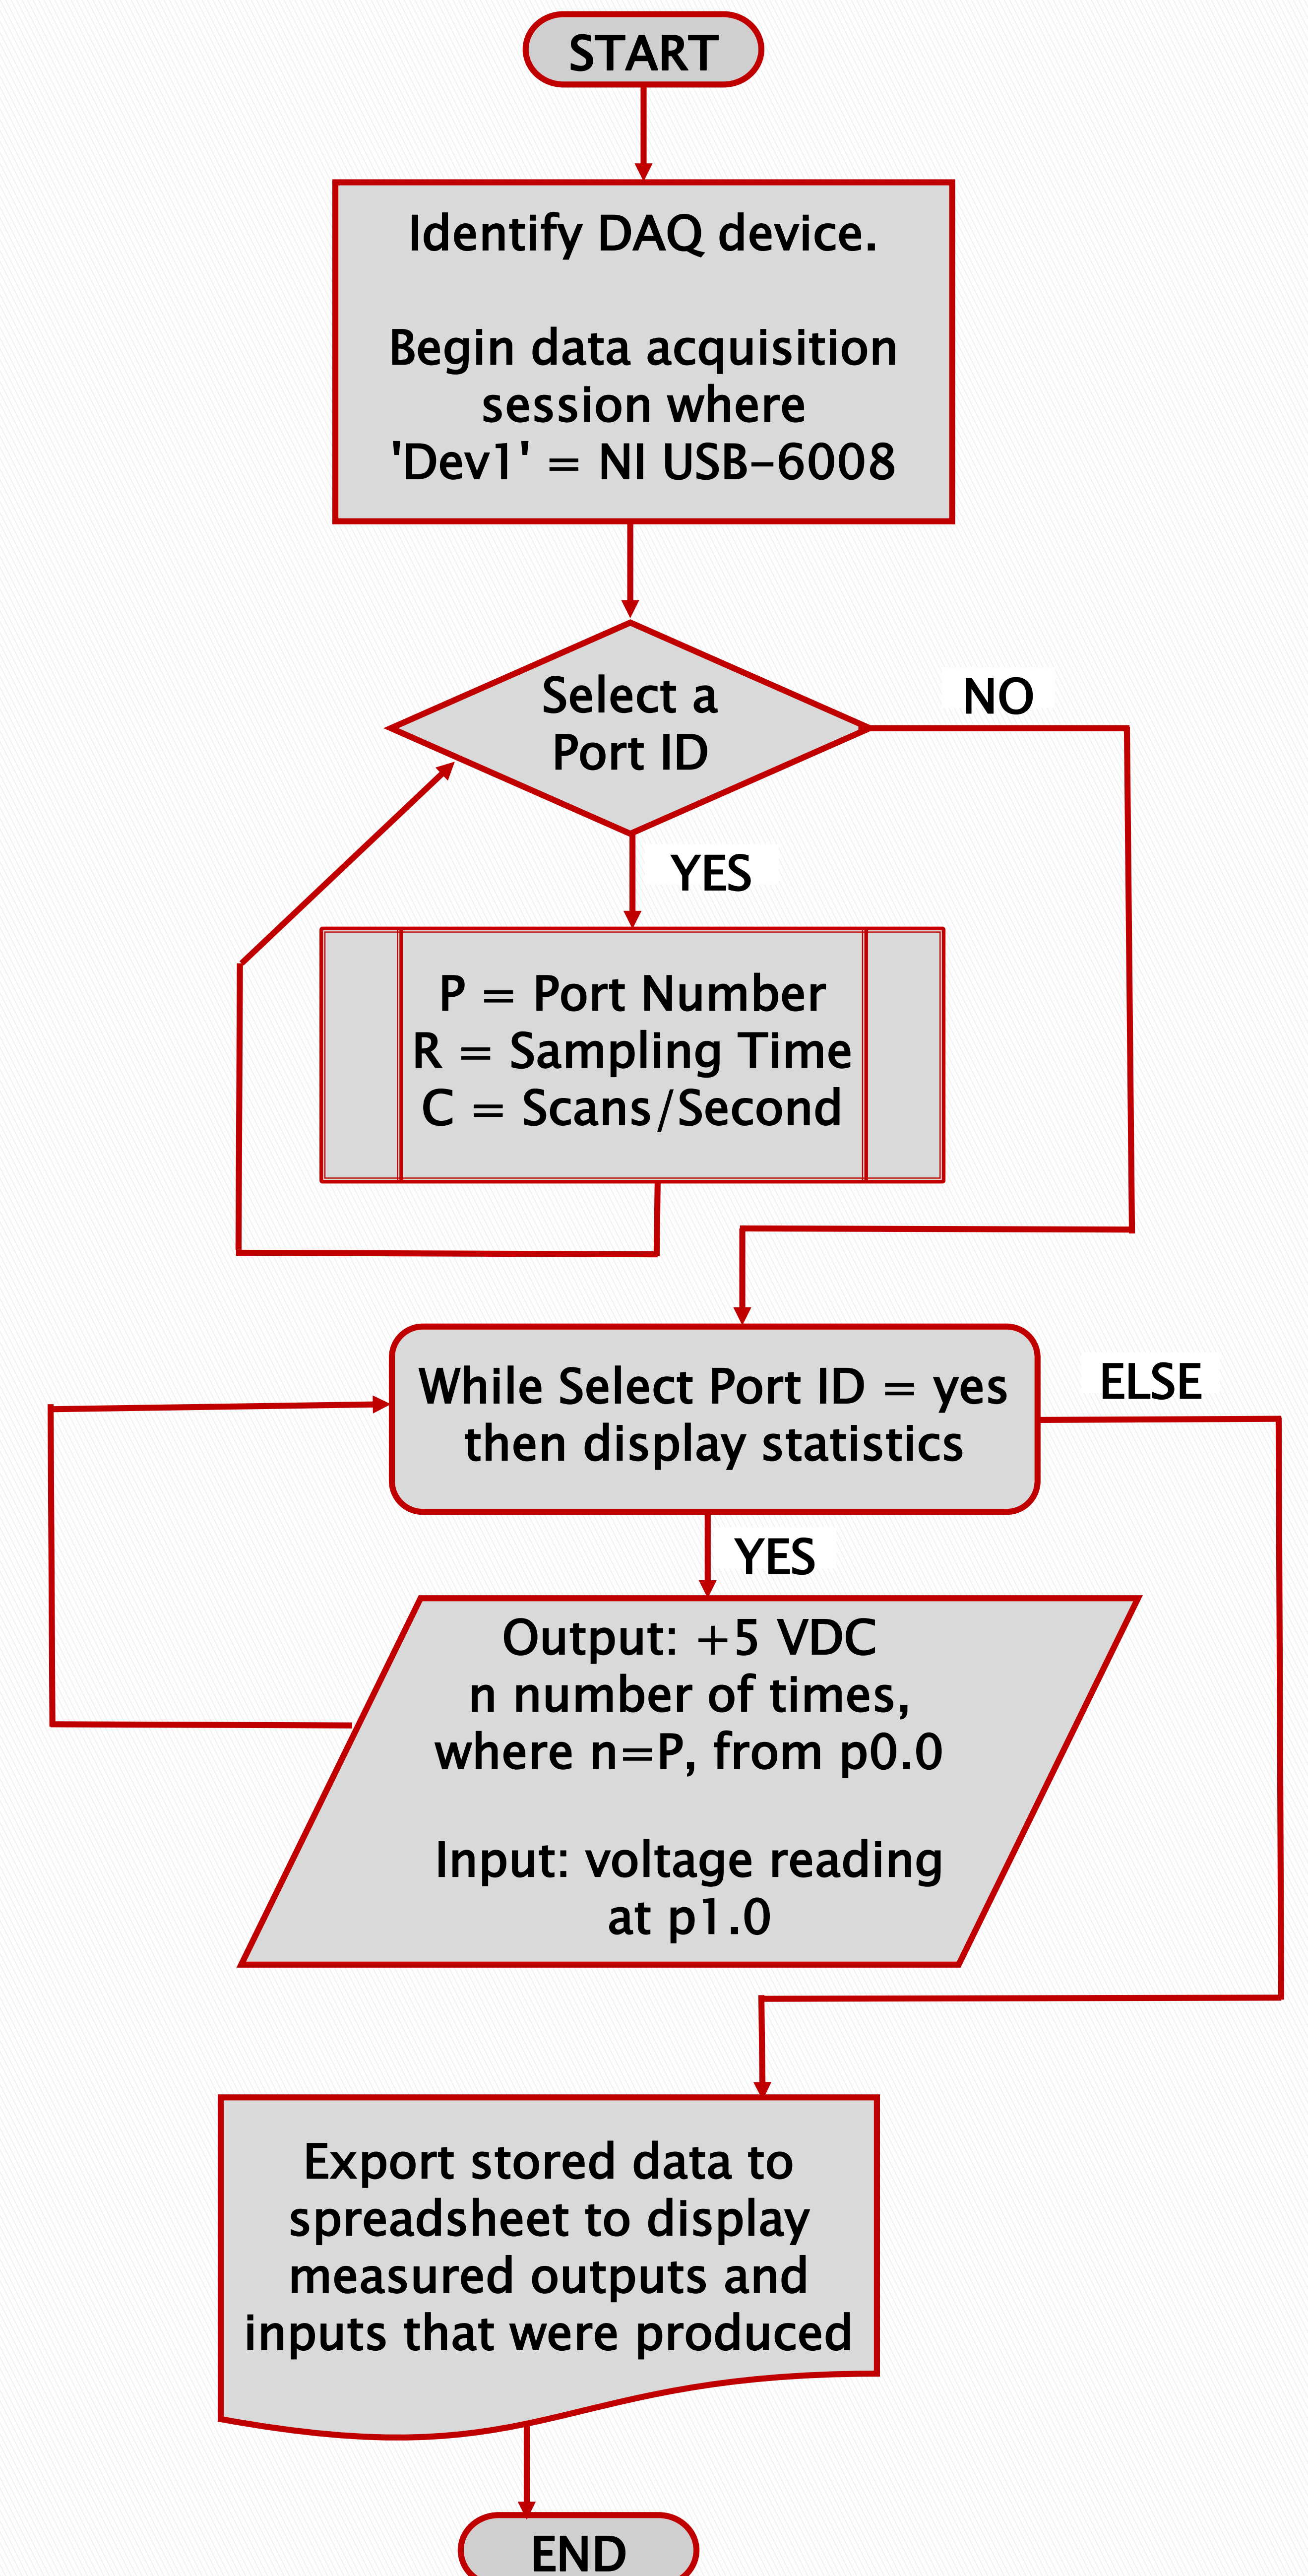 START
Identify DAQ device.
Begin data acquisition
session where
'Dev1' = NI USB-6008
Select a
Port ID
NO
YES
P = Port Number
R = Sampling Time
C = Scans/Second
While Select Port ID = yes
then display statistics
ELSE
YES
Output: +5 VDC
n number of times,
where n=P, from p0.0
Input: voltage reading
at p1.0
Export stored data to
spreadsheet to display
measured outputs and
inputs that were produced
END